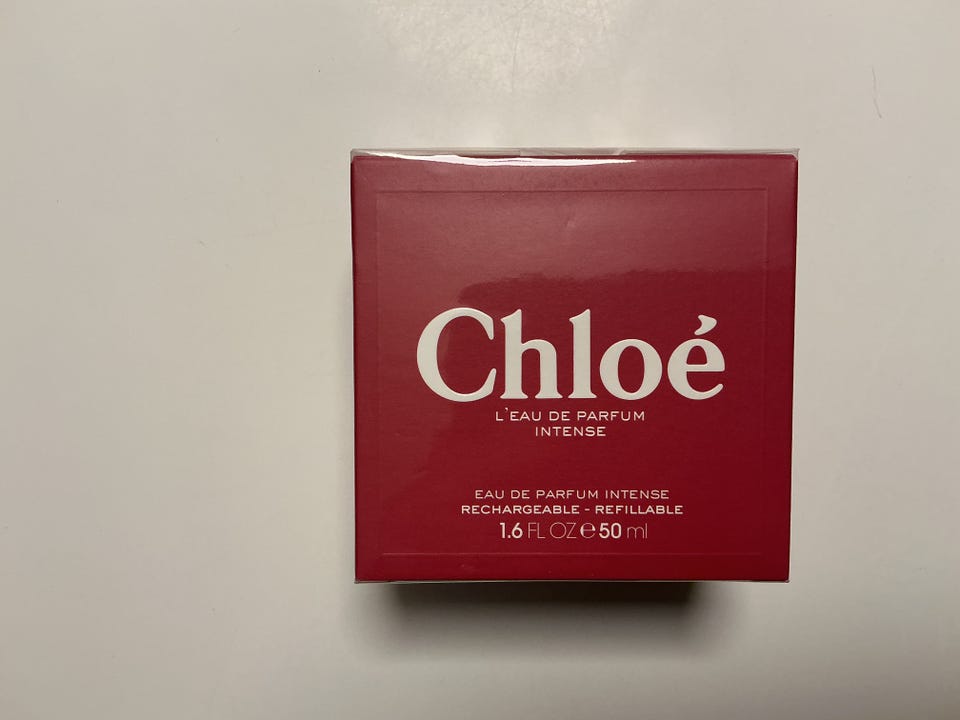 Chloé
L'EAU DE PARFUM
INTENSE
EAU DE PARFUM INTENSE
RECHARGEABLE - REFILLABLE
1.6 FL OZ ℮ 50 ml